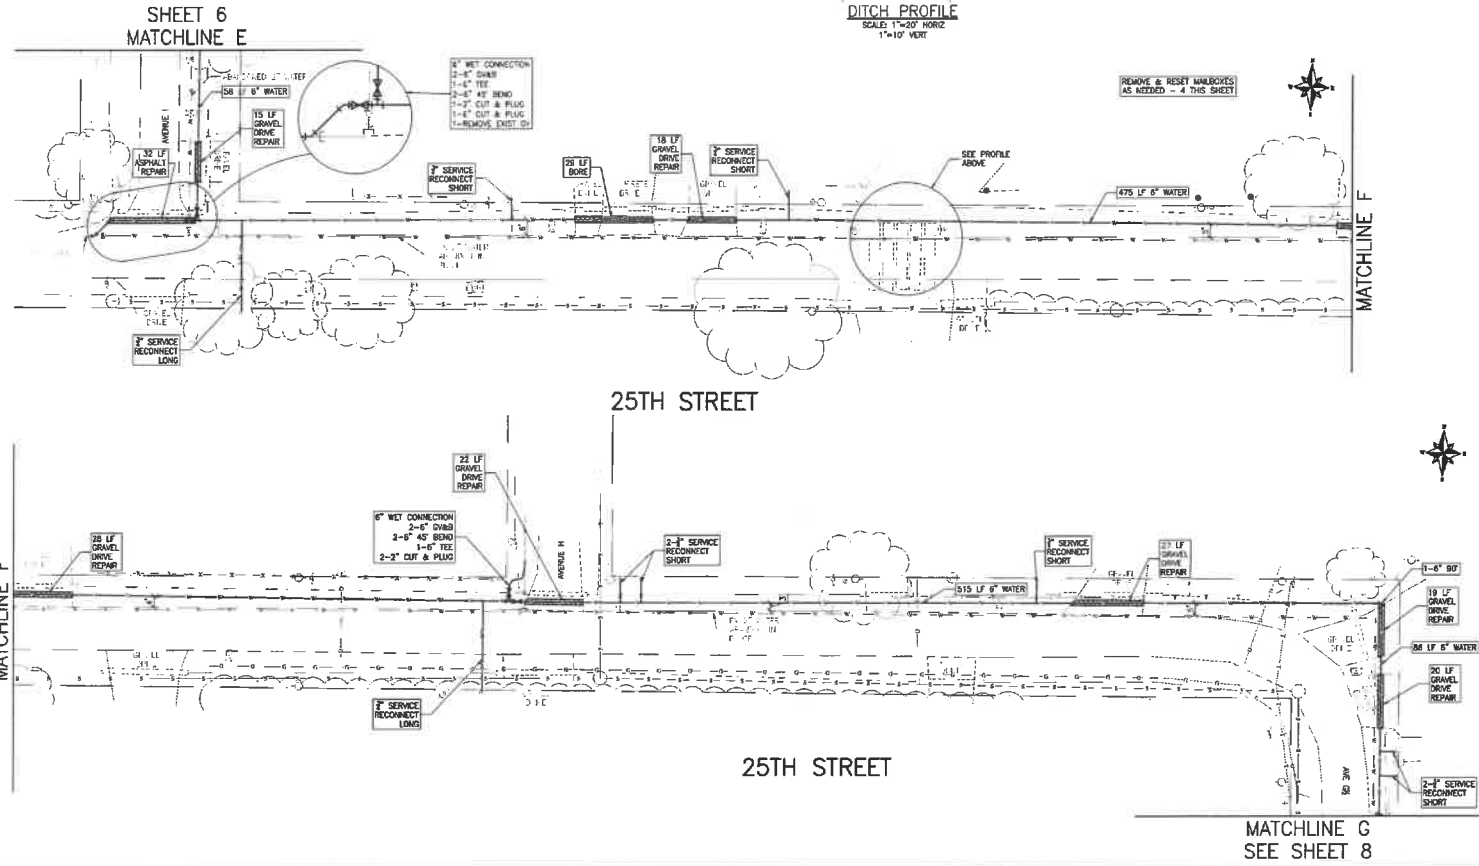 SHEET 6
MATCHLINE E
DITCH PROFILE
SCALE: 1"=20' HORIZ
1"=10' VERT
58 LF 6" WATER
15 LF
GRAVEL
DRIVE
REPAIR
AVENUE I
32 LF
ASPHALT
REPAIR
6" WET CONNECTION
2-6" GV&B
1-6" TEE
2-6" 45° BEND
1-2" CUT & PLUG
1-6" CUT & PLUG
1-REMOVE EXIST GV
3/4" SERVICE
RECONNECT
SHORT
29 LF
BORE
18 LF
GRAVEL
DRIVE
REPAIR
3/4" SERVICE
RECONNECT
SHORT
SEE PROFILE
ABOVE
REMOVE & RESET MAILBOXES
AS NEEDED - 4 THIS SHEET
475 LF 6" WATER
MATCHLINE F
3/4" SERVICE
RECONNECT
LONG
25TH STREET
MATCHLINE F
28 LF
GRAVEL
DRIVE
REPAIR
6" WET CONNECTION
2-6" GV&B
2-6" 45° BEND
1-6" TEE
2-2" CUT & PLUG
22 LF
GRAVEL
DRIVE
REPAIR
AVENUE H
2-3/4" SERVICE
RECONNECT
SHORT
515 LF 6" WATER
3/4" SERVICE
RECONNECT
SHORT
27 LF
GRAVEL
DRIVE
REPAIR
1-6" 90°
19 LF
GRAVEL
DRIVE
REPAIR
86 LF 6" WATER
20 LF
GRAVEL
DRIVE
REPAIR
3/4" SERVICE
RECONNECT
LONG
25TH STREET
AVE G½
2-3/4" SERVICE
RECONNECT
SHORT
MATCHLINE G
SEE SHEET 8